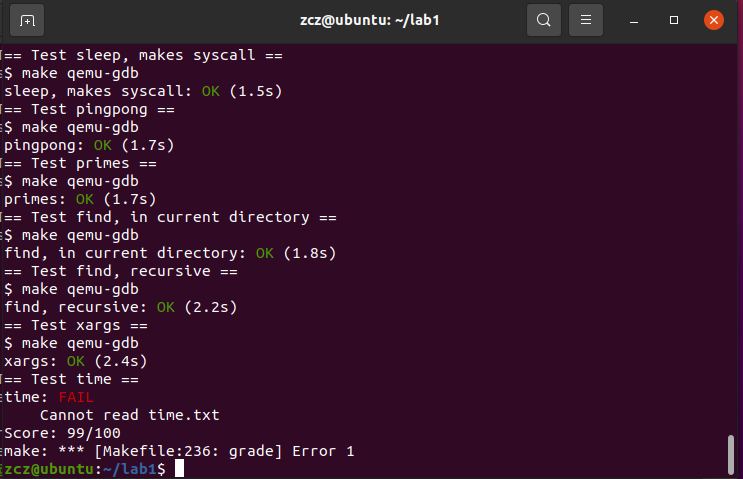 zcz@ubuntu: ~/lab1
== Test sleep, makes syscall ==
$ make qemu-gdb
sleep, makes syscall: OK (1.5s)
== Test pingpong ==
$ make qemu-gdb
pingpong: OK (1.7s)
== Test primes ==
$ make qemu-gdb
primes: OK (1.7s)
== Test find, in current directory ==
$ make qemu-gdb
find, in current directory: OK (1.8s)
== Test find, recursive ==
$ make qemu-gdb
find, recursive: OK (2.2s)
== Test xargs ==
$ make qemu-gdb
xargs: OK (2.4s)
== Test time ==
time: FAIL
    Cannot read time.txt
Score: 99/100
make: *** [Makefile:236: grade] Error 1
zcz@ubuntu:~/lab1$